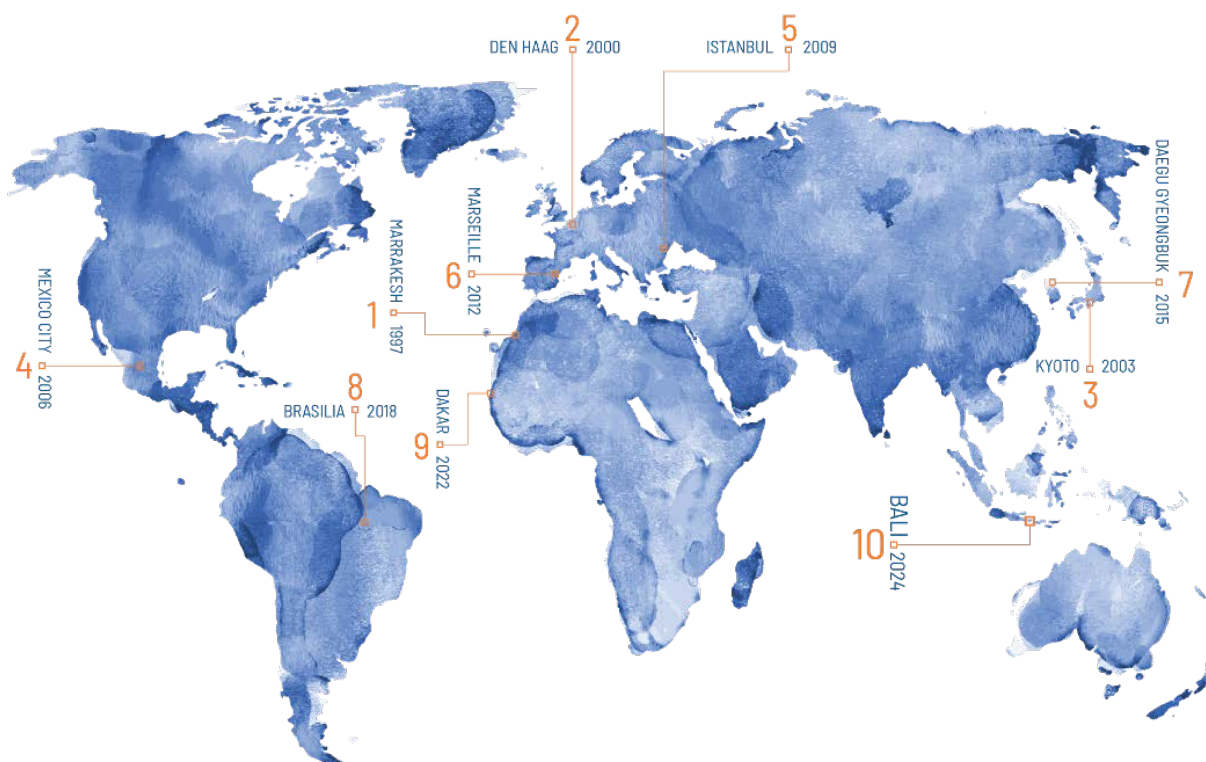 2
DEN HAAG 2000
5
ISTANBUL 2009
DAEGU GYEONGBUK 2015
7
MARSEILLE 2012
6
MARRAKESH 1997
1
MEXICO CITY 2006
4
KYOTO 2003
3
8
BRASILIA 2018
DAKAR 2022
9
BALI 2024
10